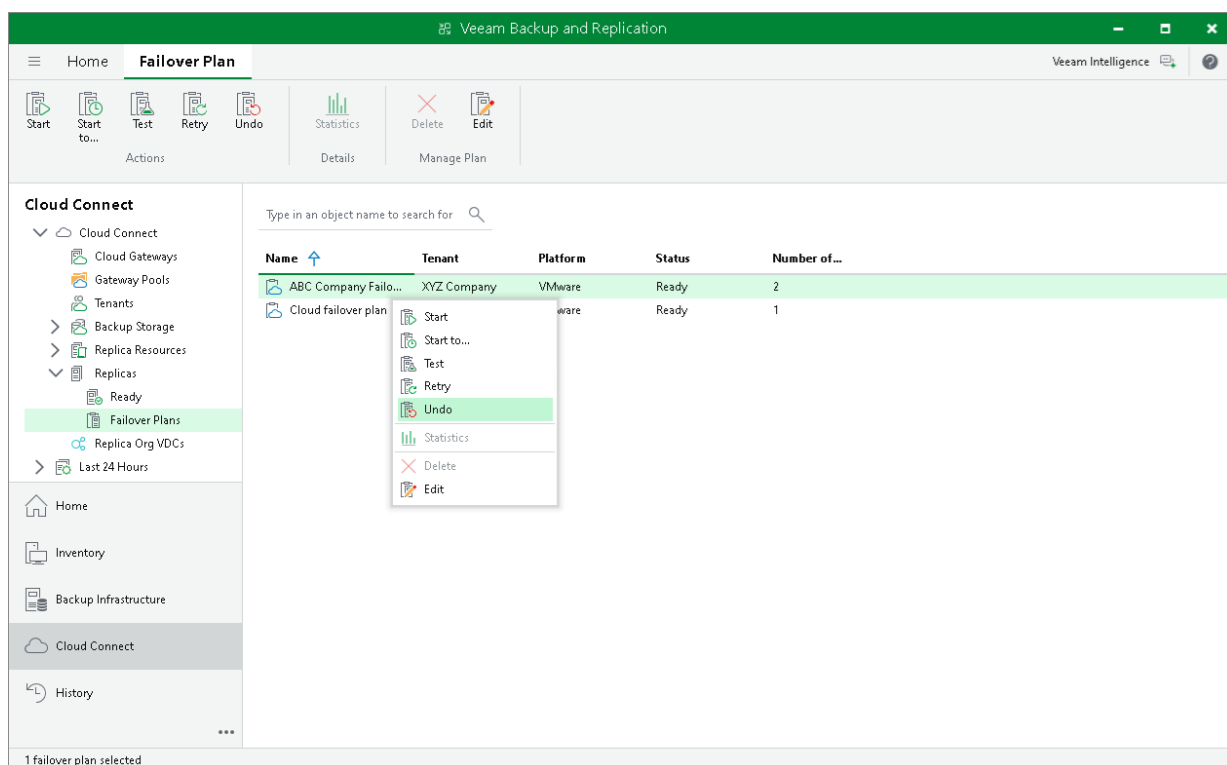 Veeam Backup and Replication
Home
Failover Plan
Veeam Intelligence
Start
Start to...
Test
Retry
Undo
Statistics
Delete
Edit
Actions
Details
Manage Plan
Cloud Connect
Cloud Connect
Cloud Gateways
Gateway Pools
Tenants
Backup Storage
Replica Resources
Replicas
Ready
Failover Plans
Replica Org VDCs
Last 24 Hours
Home
Inventory
Backup Infrastructure
Cloud Connect
History
Type in an object name to search for
Name Tenant Platform Status Number of...
ABC Company Failo... XYZ Company VMware Ready 2
Cloud failover plan ware Ready 1
Start
Start to...
Test
Retry
Undo
Statistics
Delete
Edit
1 failover plan selected